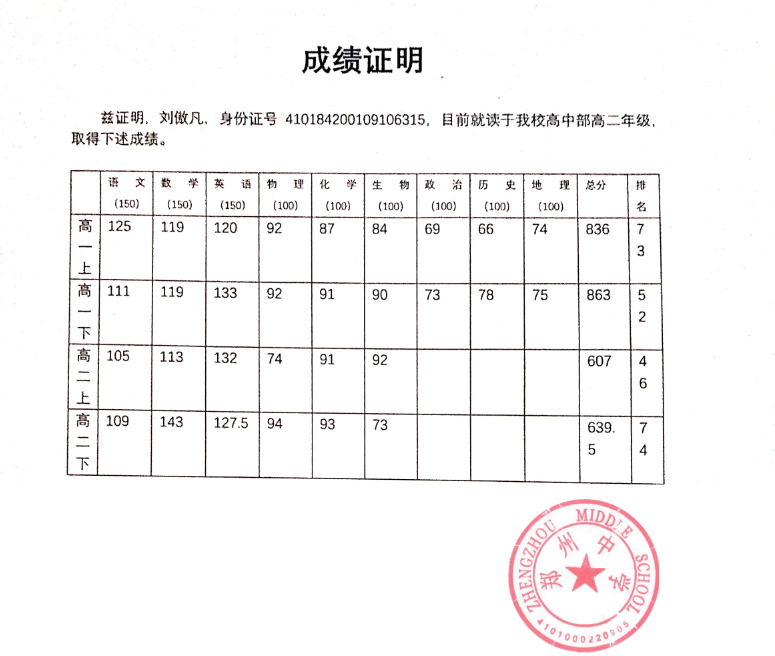 成绩证明
兹证明，刘傲凡，身份证号 410184200109106315，目前就读于我校高中部高二年级，
取得下述成绩。
语 文 数 学 英 语 物 理 化 学 生 物 政 治 历 史 地 理 总分 排名
(150) (150) (150) (100) (100) (100) (100) (100) (100)
高一上 125 119 120 92 87 84 69 66 74 836 73
高一下 111 119 133 92 91 90 73 78 75 863 52
高二上 105 113 132 74 91 92 607 46
高二下 109 143 127.5 94 93 73 639.5 74
ZHENGZHOU MIDDLE SCHOOL
郑州中学
4101000220905